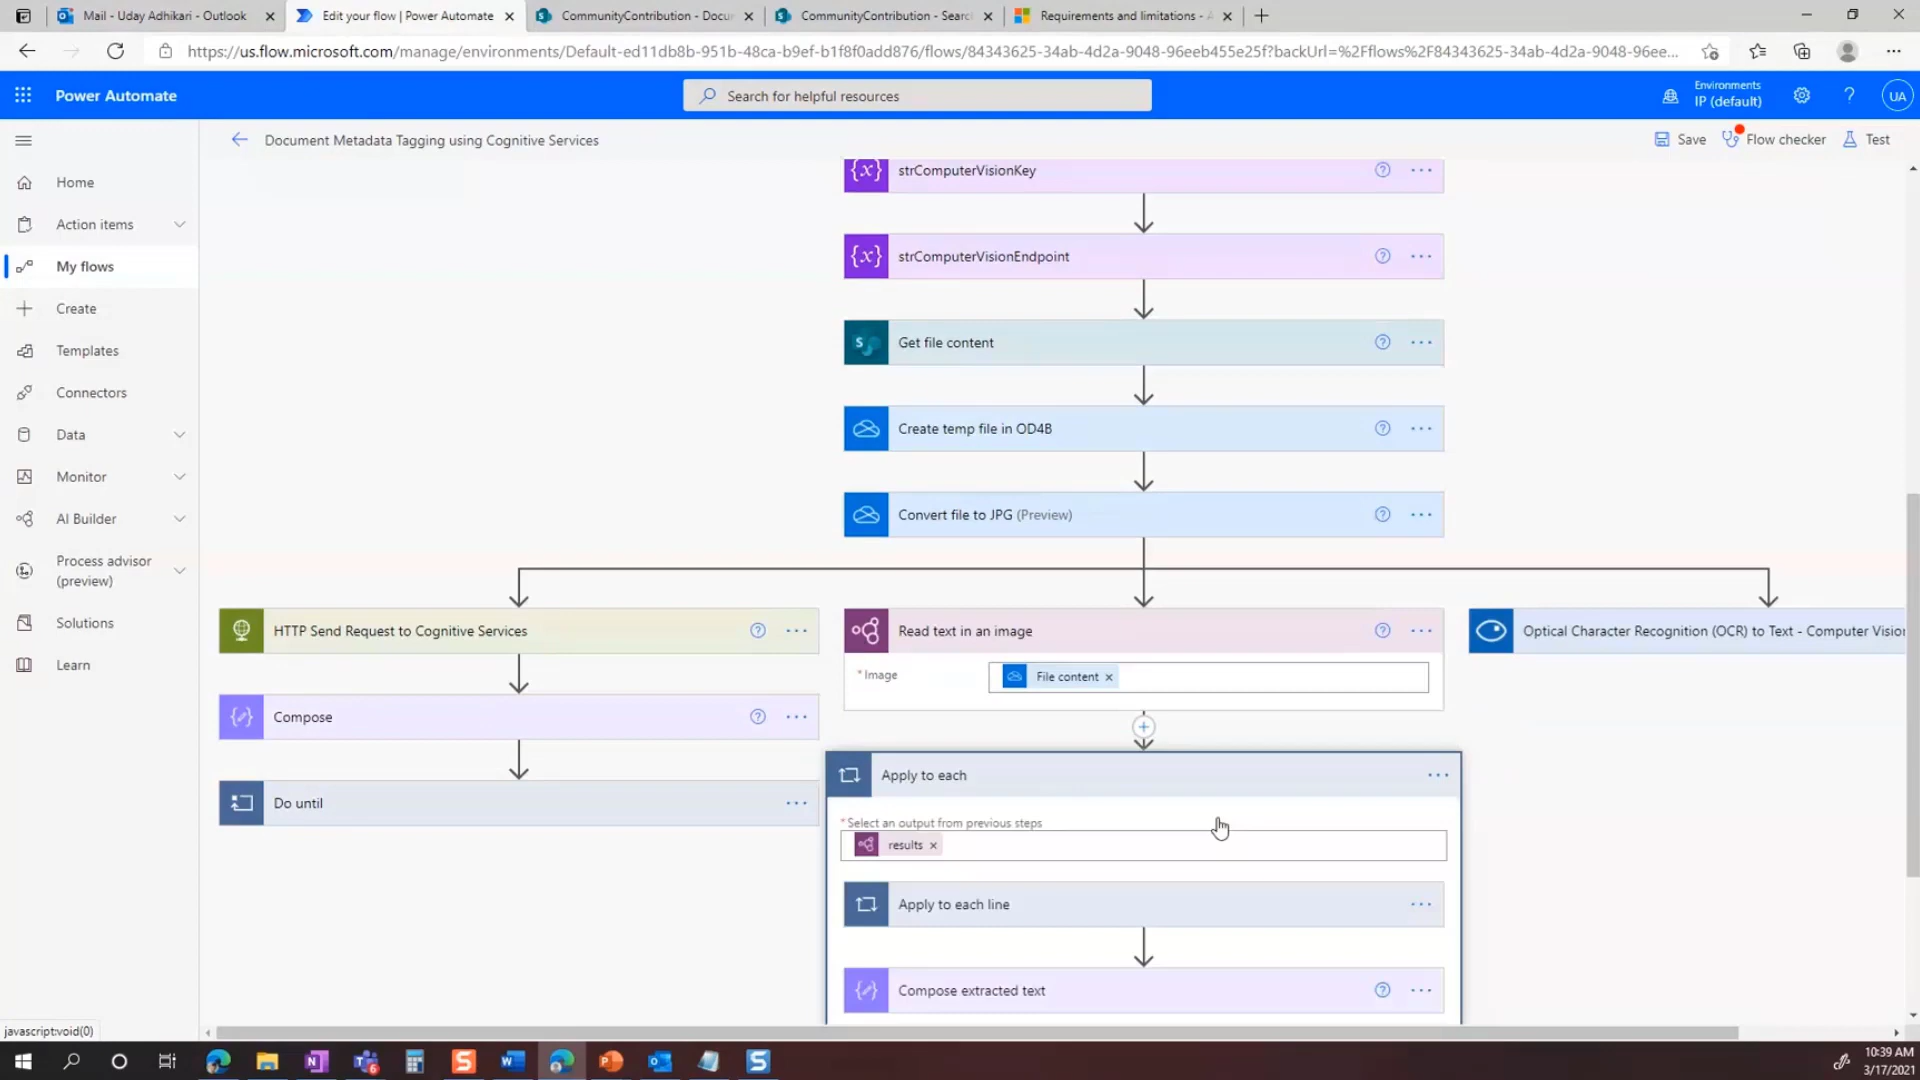 Mail - Uday Adhikari - Outlook
Edit your flow | Power Automate
CommunityContribution - Docu
CommunityContribution - Searc
Requirements and limitations - A
https://us.flow.microsoft.com/manage/environments/Default-ed11db8b-951b-48ca-b9ef-b1f8f0add876/flows/84343625-34ab-4d2a-9048-96eeb455e25f?backUrl=%2Fflows%2F84343625-34ab-4d2a-9048-96ee...
Power Automate
Search for helpful resources
Environments
IP (default)
UA
Document Metadata Tagging using Cognitive Services
Save
Flow checker
Test
Home
Action items
My flows
Create
Templates
Connectors
Data
Monitor
AI Builder
Process advisor
(preview)
Solutions
Learn
strComputerVisionKey
strComputerVisionEndpoint
Get file content
Create temp file in OD4B
Convert file to JPG (Preview)
HTTP Send Request to Cognitive Services
Compose
Do until
Read text in an image
* Image
File content ×
Apply to each
* Select an output from previous steps
results ×
Apply to each line
Compose extracted text
Optical Character Recognition (OCR) to Text - Computer Vision
javascript:void(0)
10:39 AM
3/17/2021